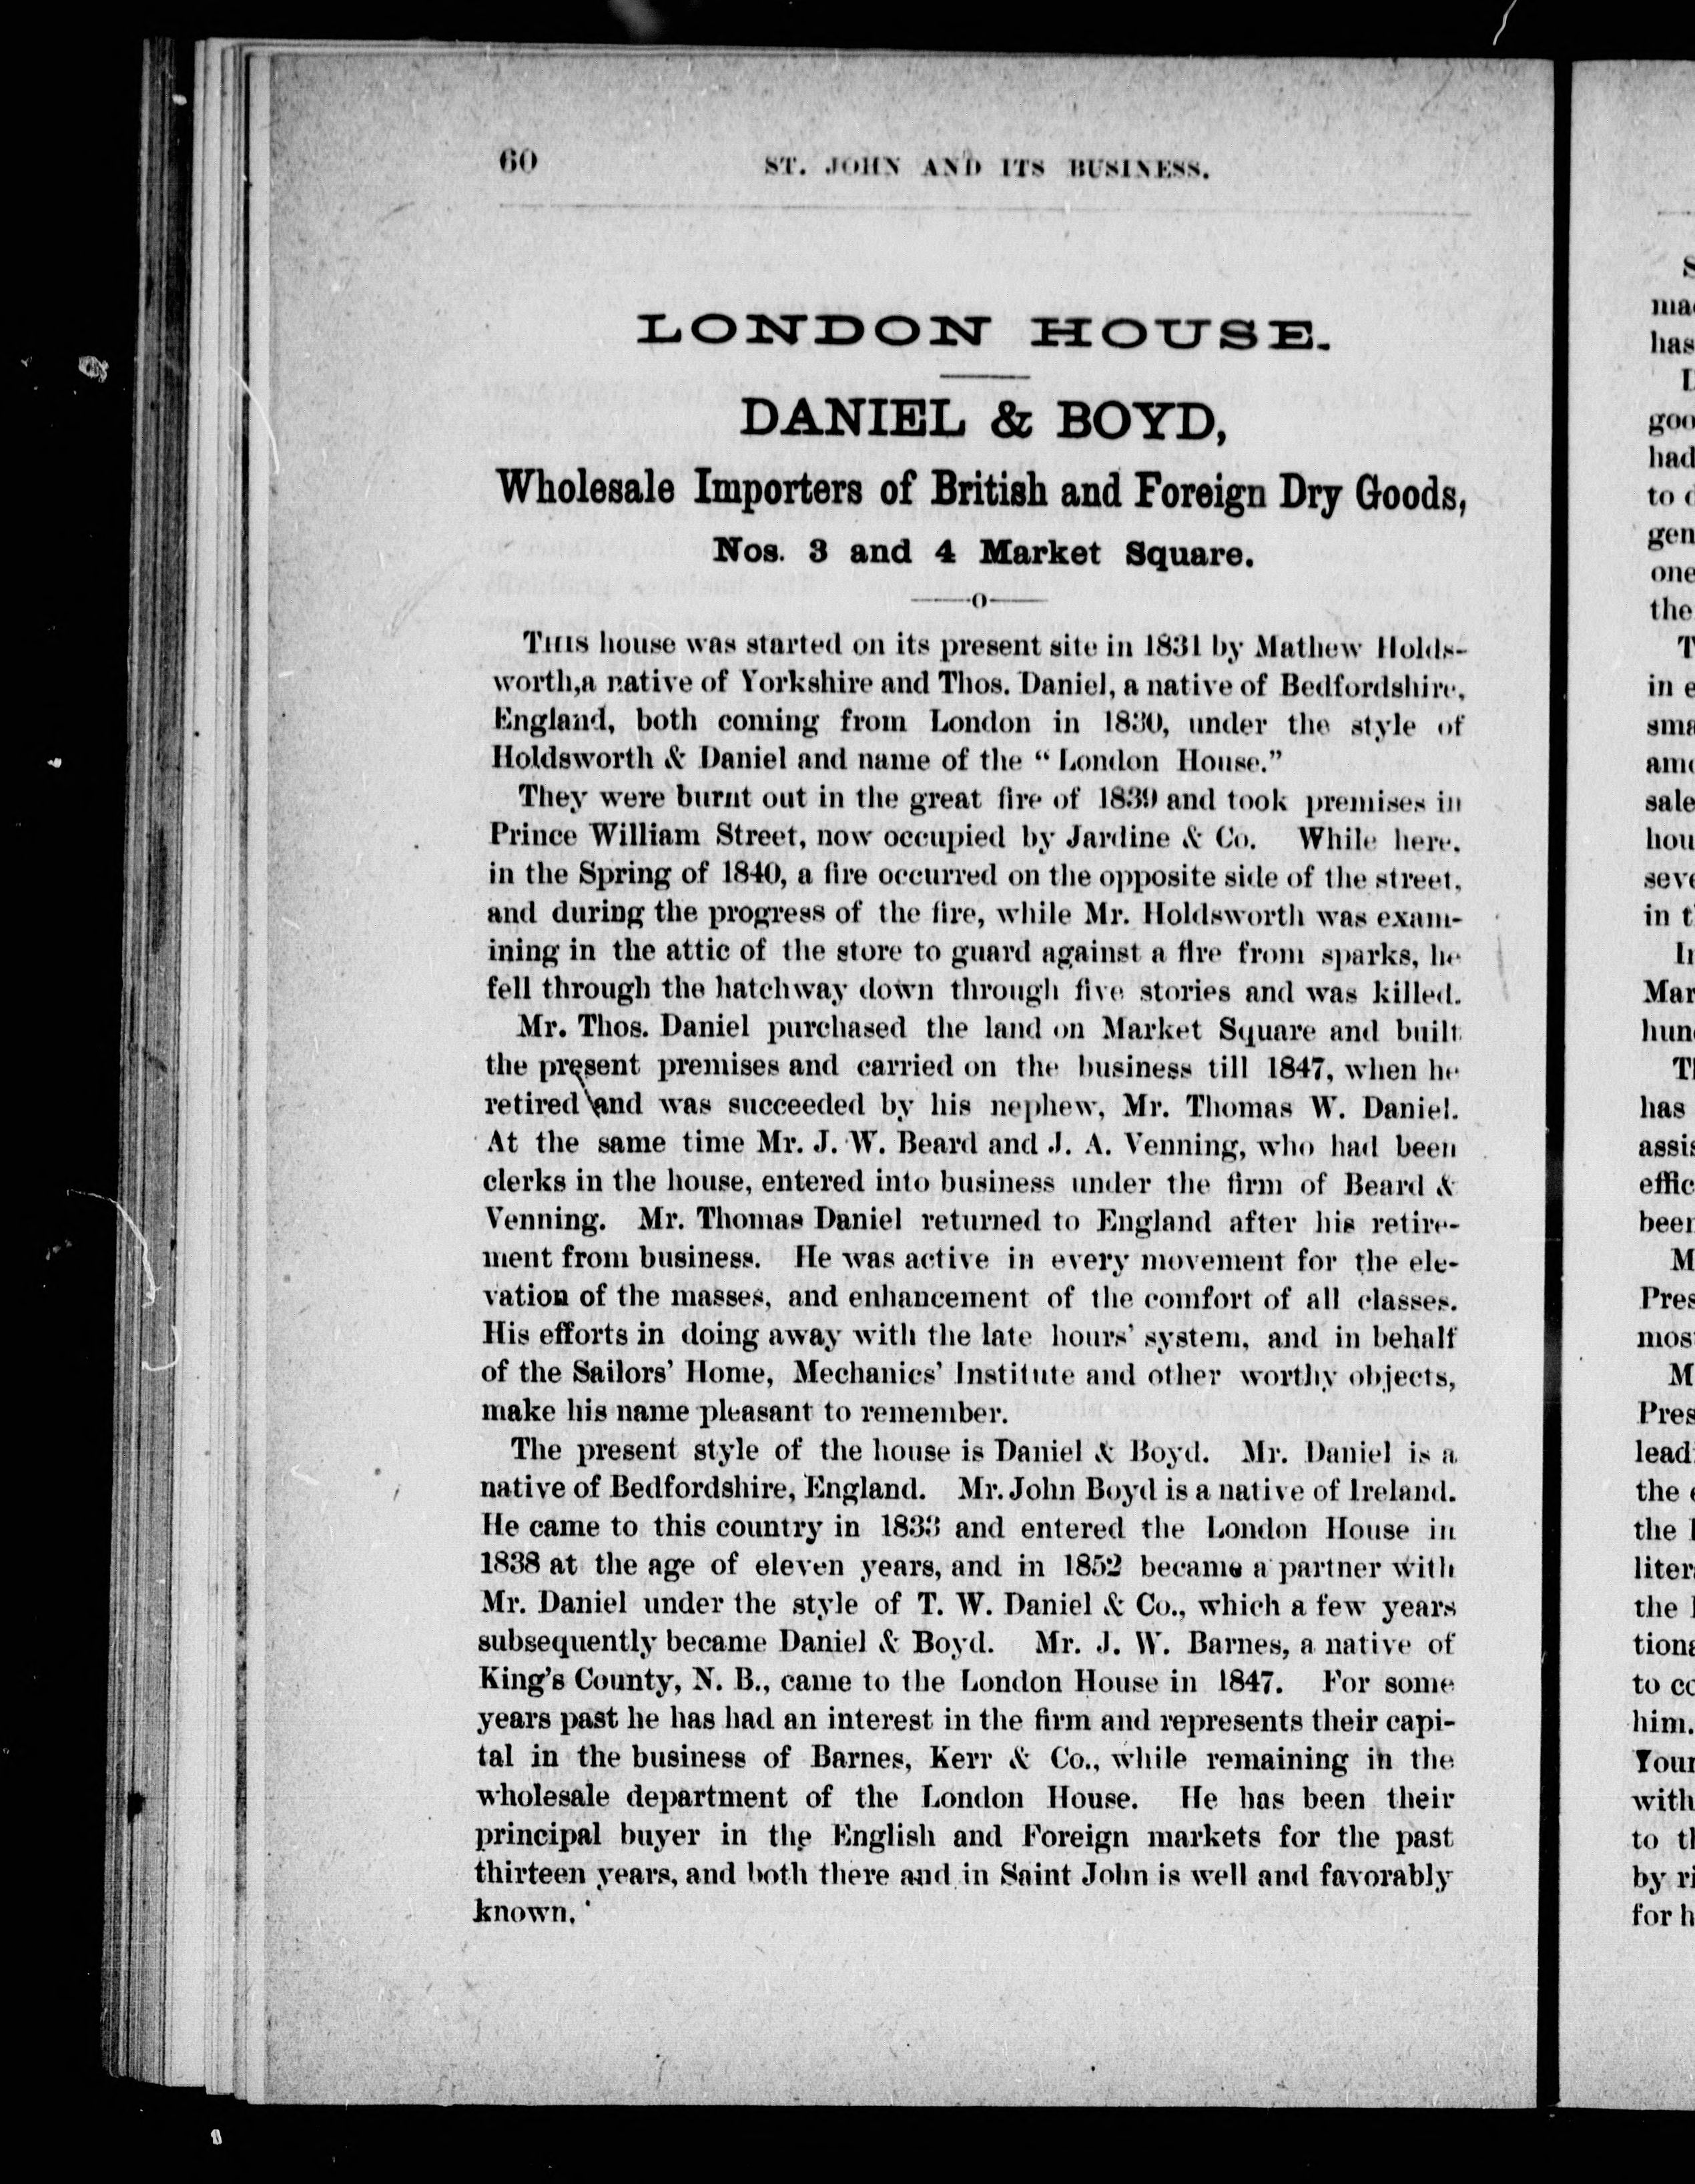 60
ST. JOHN AND ITS BUSINESS.
LONDON HOUSE.
DANIEL & BOYD,
Wholesale Importers of British and Foreign Dry Goods,
Nos. 3 and 4 Market Square.
—o—
THIS house was started on its present site in 1831 by Mathew Holds-
worth,a native of Yorkshire and Thos. Daniel, a native of Bedfordshire,
England, both coming from London in 1830, under the style of
Holdsworth & Daniel and name of the “London House.”
They were burnt out in the great fire of 1839 and took premises in
Prince William Street, now occupied by Jardine & Co. While here,
in the Spring of 1840, a fire occurred on the opposite side of the street,
and during the progress of the fire, while Mr. Holdsworth was exam-
ining in the attic of the store to guard against a fire from sparks, he
fell through the hatchway down through five stories and was killed.
Mr. Thos. Daniel purchased the land on Market Square and built
the present premises and carried on the business till 1847, when he
retired and was succeeded by his nephew, Mr. Thomas W. Daniel.
At the same time Mr. J. W. Beard and J. A. Venning, who had been
clerks in the house, entered into business under the firm of Beard &
Venning. Mr. Thomas Daniel returned to England after his retire-
ment from business. He was active in every movement for the ele-
vation of the masses, and enhancement of the comfort of all classes.
His efforts in doing away with the late hours’ system, and in behalf
of the Sailors’ Home, Mechanics’ Institute and other worthy objects,
make his name pleasant to remember.
The present style of the house is Daniel & Boyd. Mr. Daniel is a
native of Bedfordshire, England. Mr. John Boyd is a native of Ireland.
He came to this country in 1833 and entered the London House in
1838 at the age of eleven years, and in 1852 became a partner with
Mr. Daniel under the style of T. W. Daniel & Co., which a few years
subsequently became Daniel & Boyd. Mr. J. W. Barnes, a native of
King’s County, N. B., came to the London House in 1847. For some
years past he has had an interest in the firm and represents their capi-
tal in the business of Barnes, Kerr & Co., while remaining in the
wholesale department of the London House. He has been their
principal buyer in the English and Foreign markets for the past
thirteen years, and both there and in Saint John is well and favorably
known.